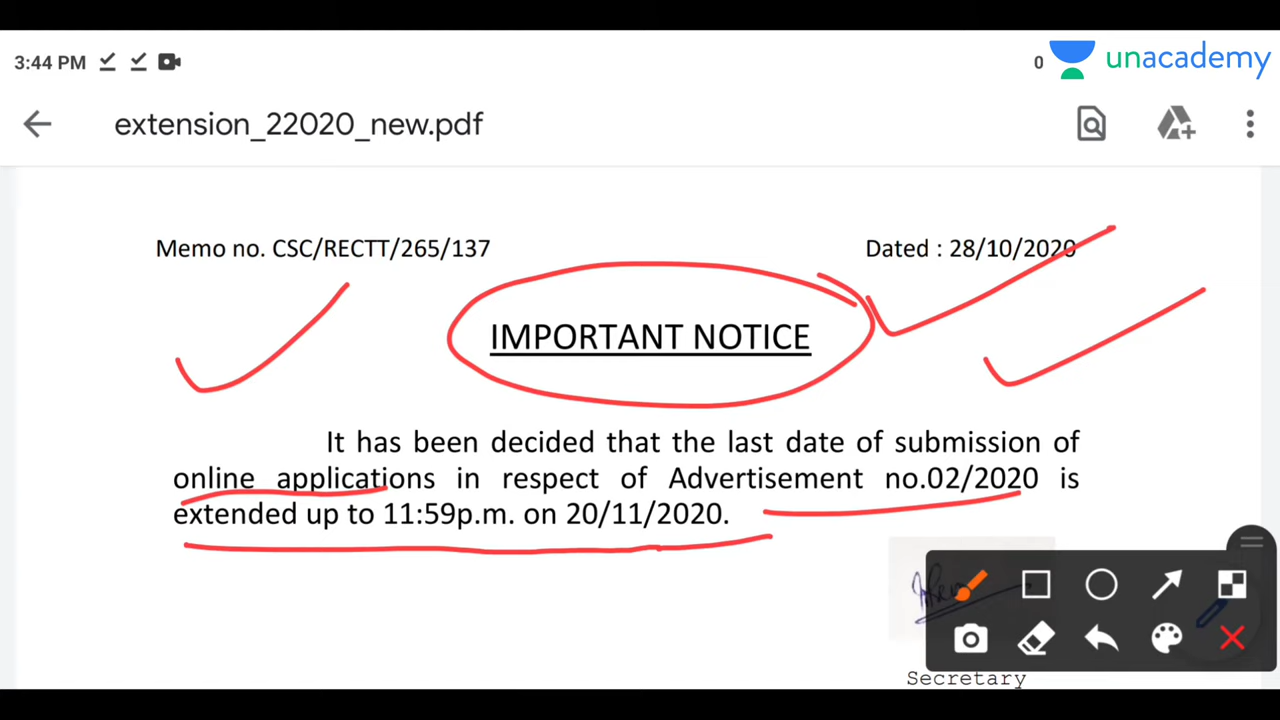 3:44 PM
0
unacademy
extension_22020_new.pdf
Memo no. CSC/RECTT/265/137
Dated : 28/10/2020
IMPORTANT NOTICE
It has been decided that the last date of submission of
online applications in respect of Advertisement no.02/2020 is
extended up to 11:59p.m. on 20/11/2020.
Secretary